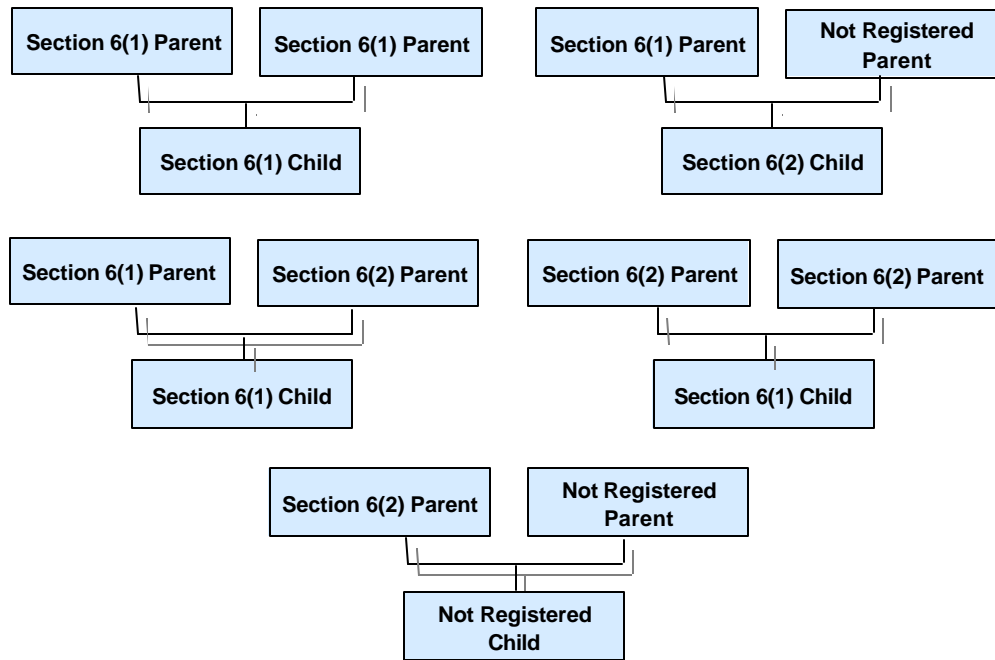 Section 6(1) Parent
Section 6(1) Parent
Section 6(1) Child
Section 6(1) Parent
Not Registered
Parent
Section 6(2) Child
Section 6(1) Parent
Section 6(2) Parent
Section 6(1) Child
Section 6(2) Parent
Section 6(2) Parent
Section 6(1) Child
Section 6(2) Parent
Not Registered
Parent
Not Registered
Child